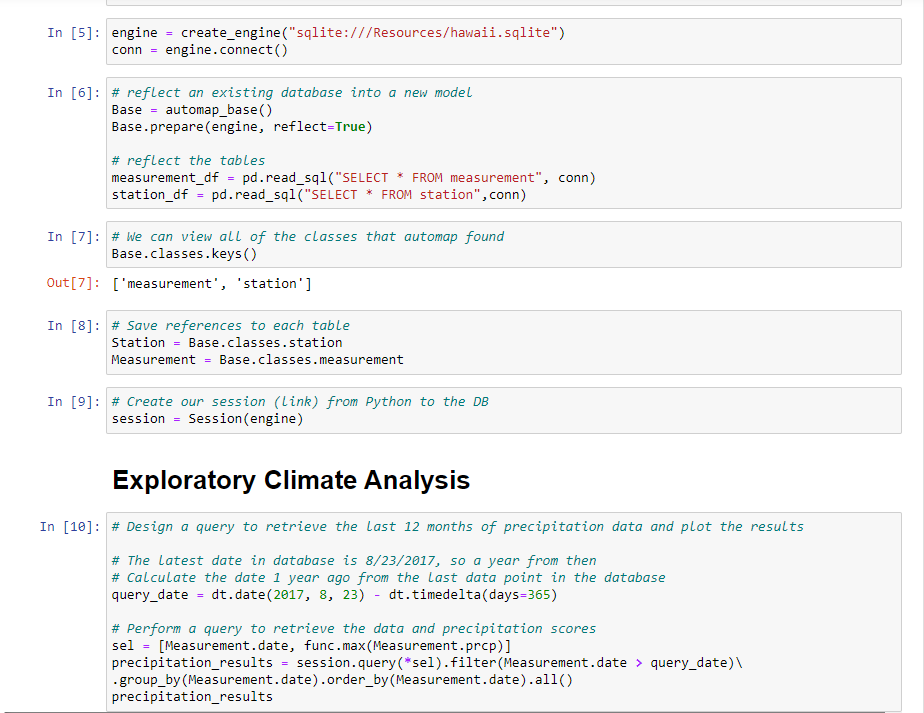 In [5]: engine = create_engine("sqlite:///Resources/hawaii.sqlite")
conn = engine.connect()
In [6]: # reflect an existing database into a new model
Base = automap_base()
Base.prepare(engine, reflect=True)
# reflect the tables
measurement_df = pd.read_sql("SELECT * FROM measurement", conn)
station_df = pd.read_sql("SELECT * FROM station",conn)
In [7]: # We can view all of the classes that automap found
Base.classes.keys()
Out[7]: ['measurement', 'station']
In [8]: # Save references to each table
Station = Base.classes.station
Measurement = Base.classes.measurement
In [9]: # Create our session (link) from Python to the DB
session = Session(engine)
Exploratory Climate Analysis
In [10]: # Design a query to retrieve the last 12 months of precipitation data and plot the results
# The latest date in database is 8/23/2017, so a year from then
# Calculate the date 1 year ago from the last data point in the database
query_date = dt.date(2017, 8, 23) - dt.timedelta(days=365)
# Perform a query to retrieve the data and precipitation scores
sel = [Measurement.date, func.max(Measurement.prcp)]
precipitation_results = session.query(*sel).filter(Measurement.date > query_date)\
.group_by(Measurement.date).order_by(Measurement.date).all()
precipitation_results